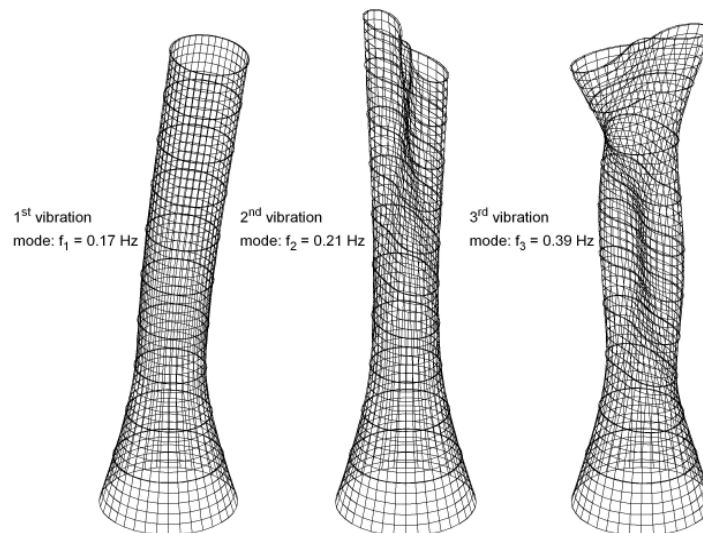 1st vibration
mode: f1 = 0.17 Hz
2nd vibration
mode: f2 = 0.21 Hz
3rd vibration
mode: f3 = 0.39 Hz